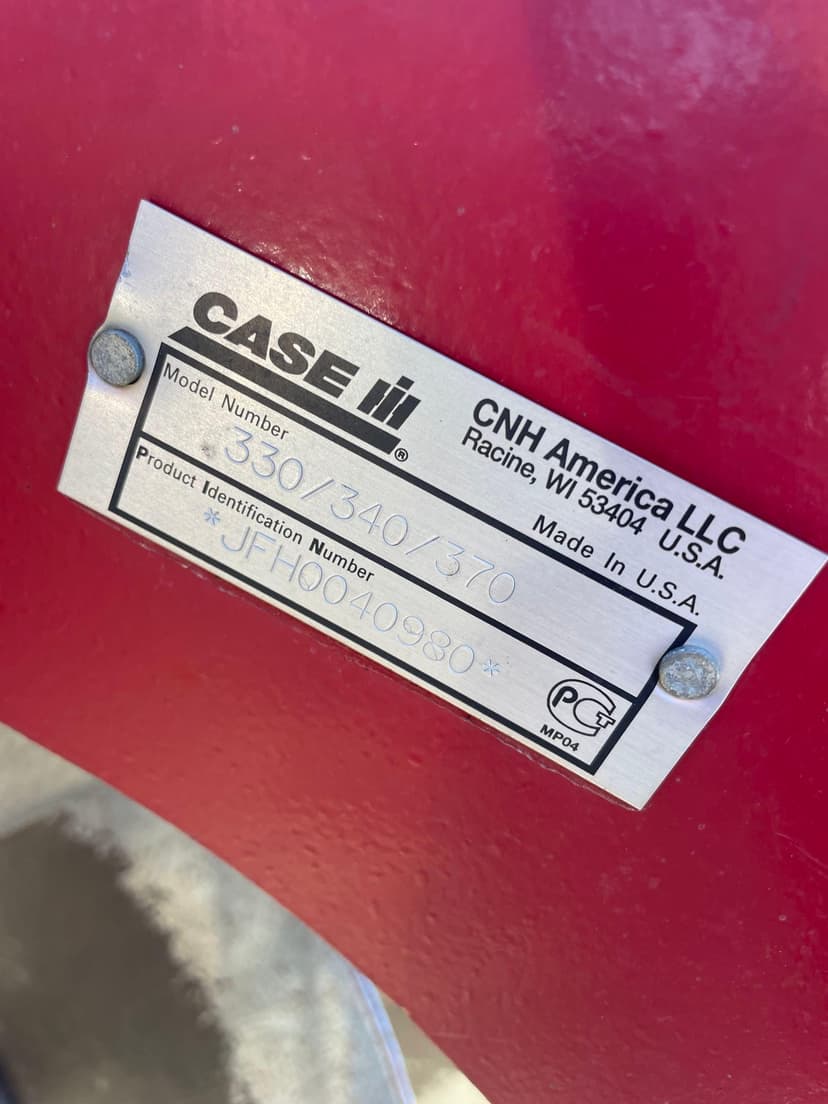 CASE IH®
CNH America LLC
Racine, WI 53404 U.S.A.
Made In U.S.A.
Model Number
330/340/370
Product Identification Number
*JFH0040980*
PCT
MP04